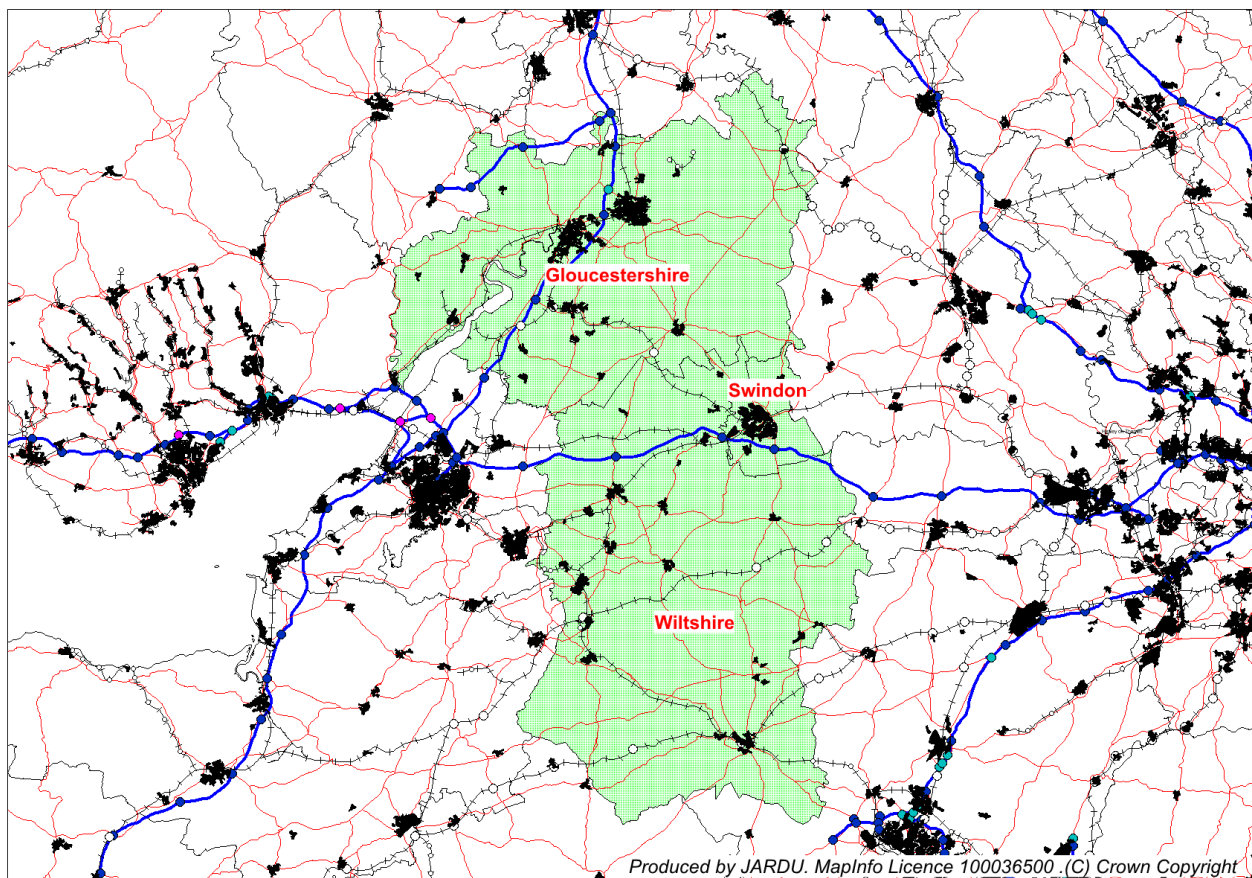 Gloucestershire
Swindon
Wiltshire
Produced by JARDU. MapInfo Licence 100036500 .(C) Crown Copyright